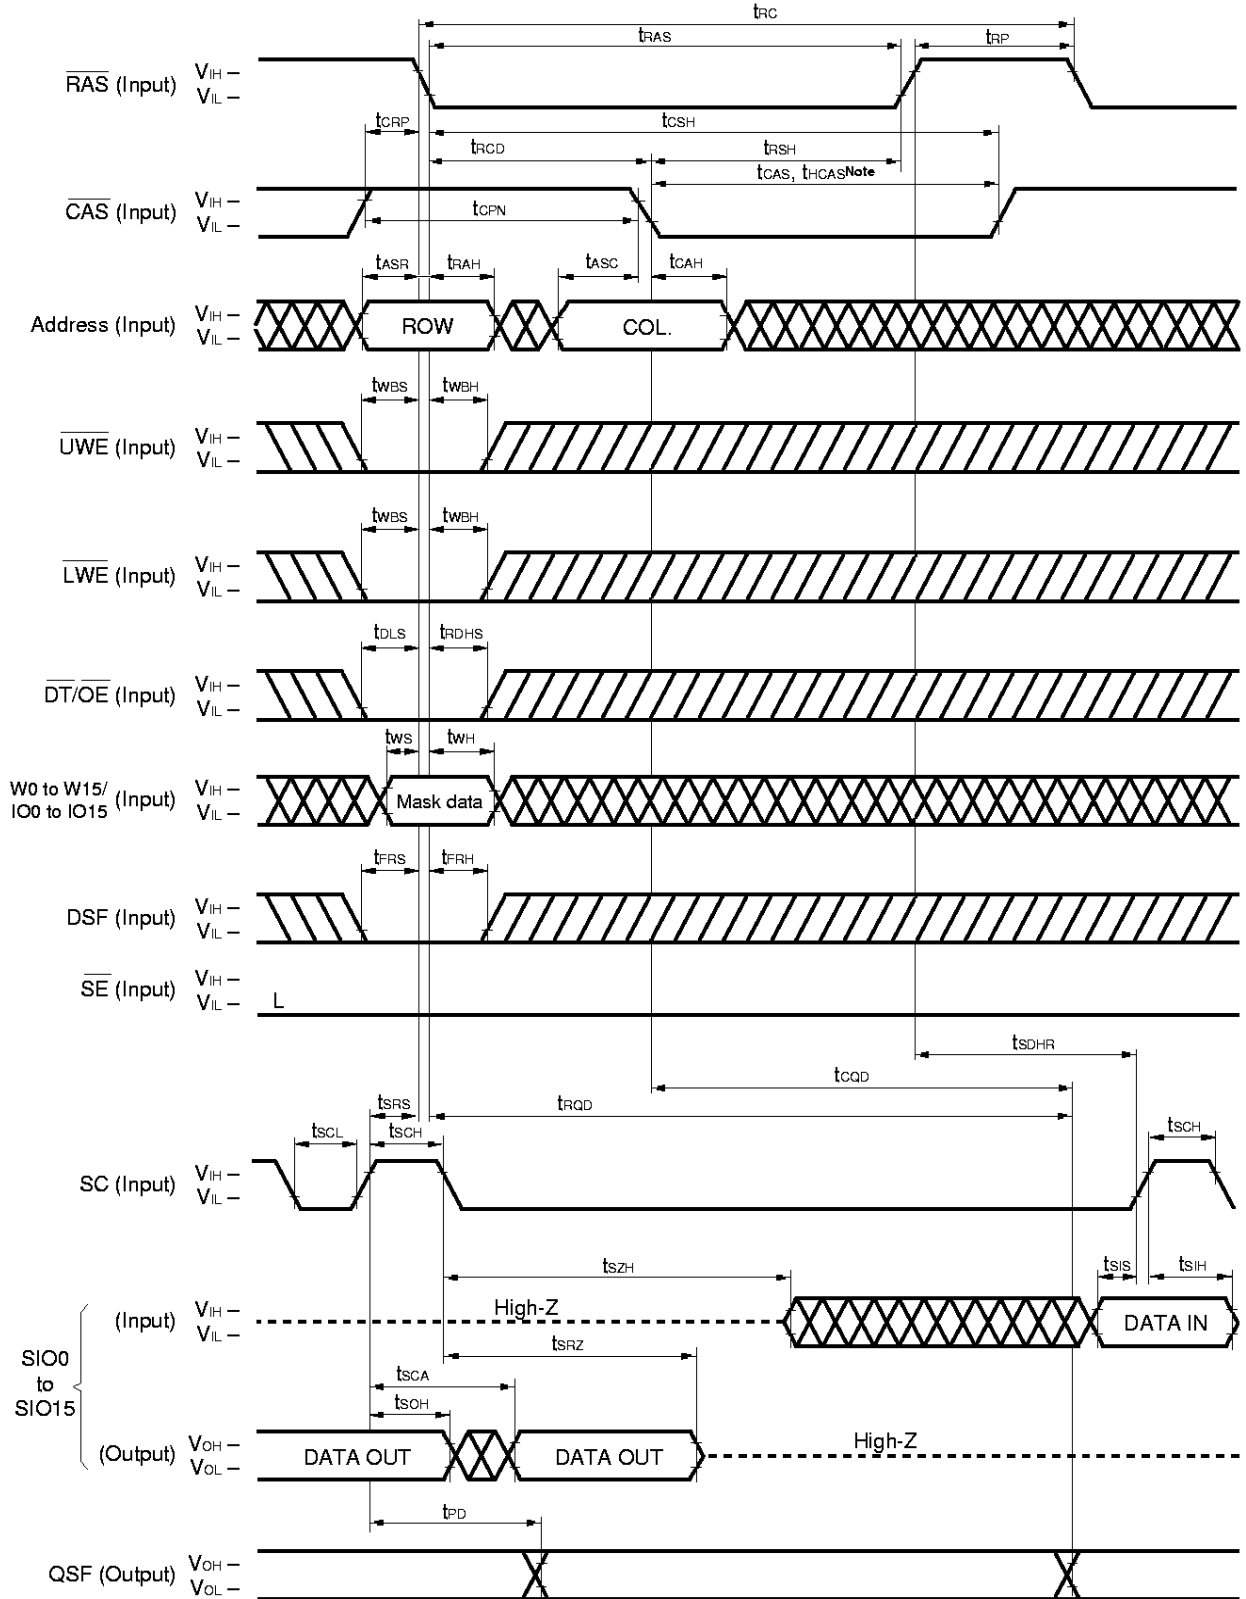 tRC
tRAS tRP
RAS (Input) VIH –
VIL –
tCRP tCSH
tRCD tRSH
tCAS, tHCAS Note
CAS (Input) VIH –
VIL –
tCPN
tASR tRAH tASC tCAH
Address (Input) VIH –
VIL –
ROW COL.
tWBS tWBH
UWE (Input) VIH –
VIL –
tWBS tWBH
LWE (Input) VIH –
VIL –
tDLS tRDHS
DT/OE (Input) VIH –
VIL –
tWS tWH
W0 to W15/
IO0 to IO15 (Input) VIH –
VIL –
Mask data
tFRS tFRH
DSF (Input) VIH –
VIL –
SE (Input) VIH –
VIL – L
tSDHR
tCQD
tSRS tRQD
tSCL tSCH tSCH
SC (Input) VIH –
VIL –
tSZH tSIS tSIH
(Input) VIH –
VIL –
High-Z DATA IN
tSRZ
SIO0
to
SIO15
tSCA
tSOH
(Output) VOH –
VOL –
DATA OUT DATA OUT High-Z
tPD
QSF (Output) VOH –
VOL –